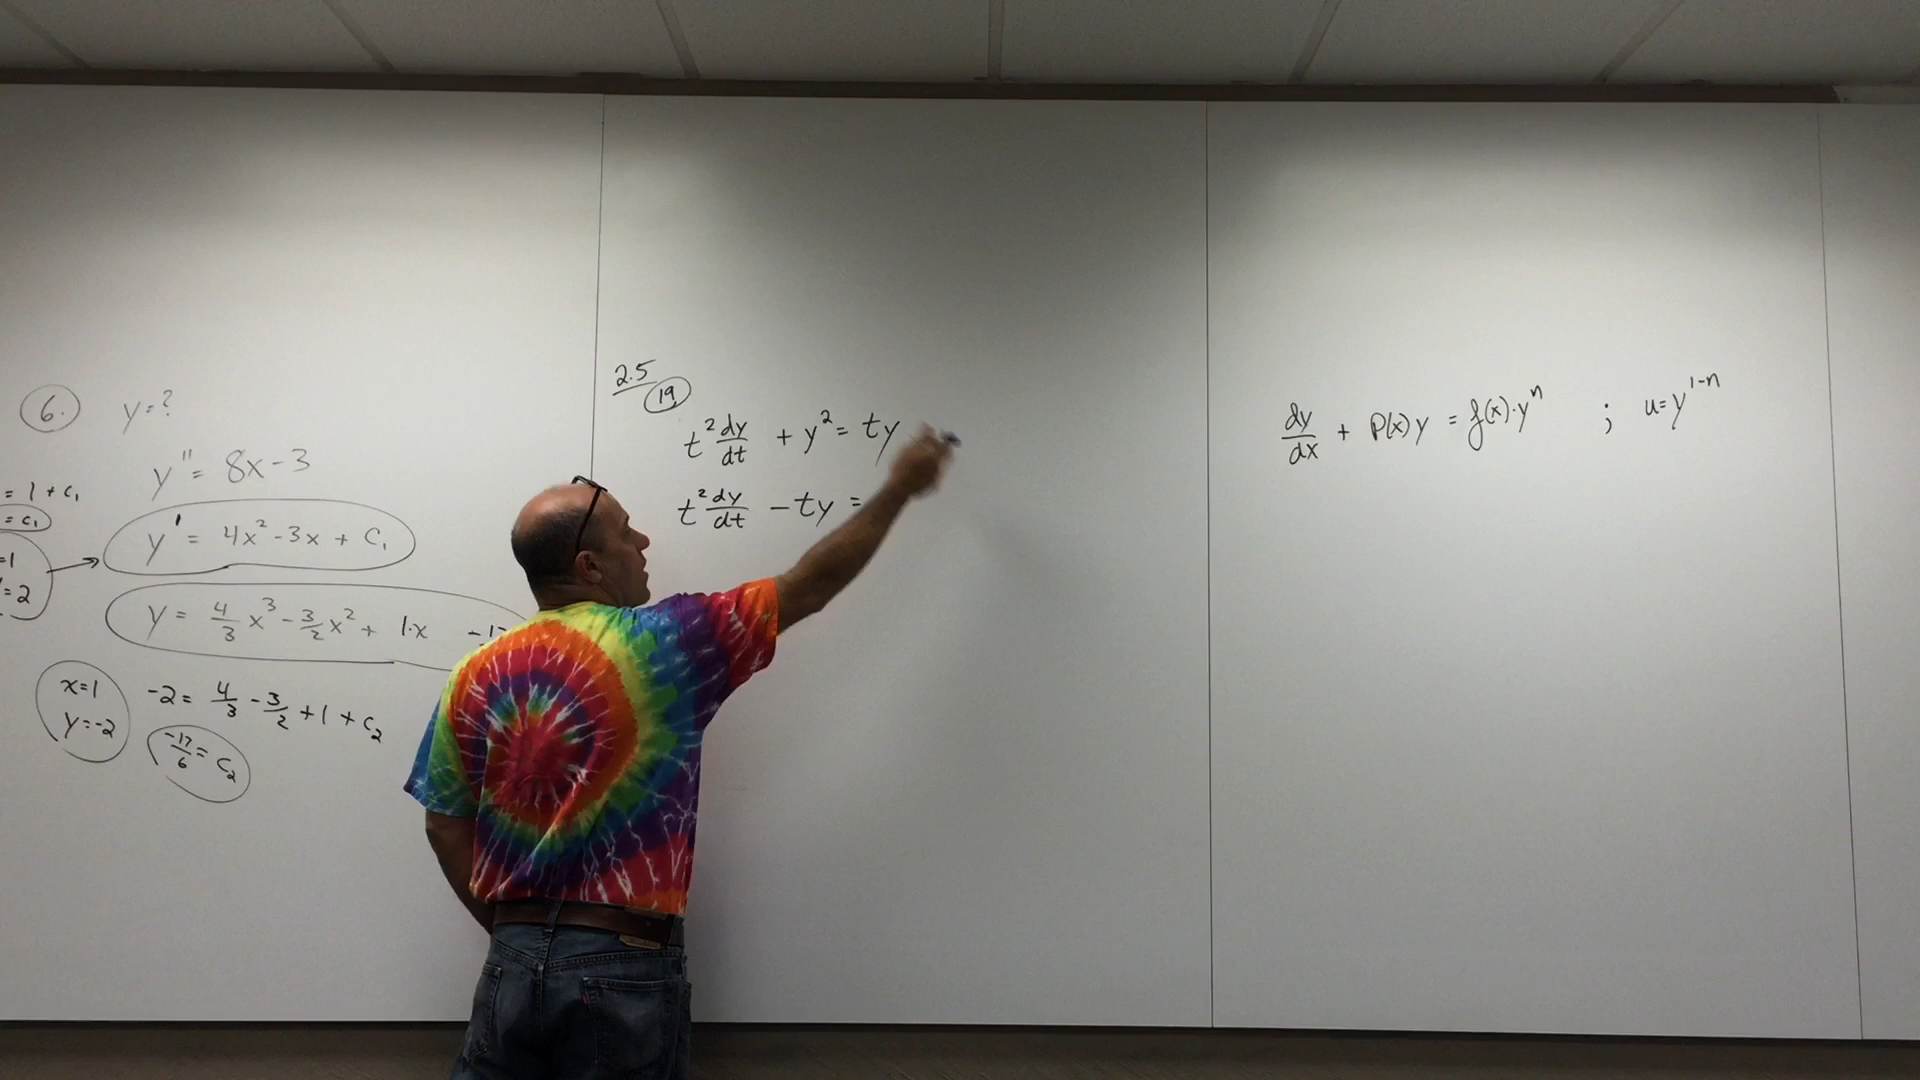 6.
y=?
y" = 8x-3
= 1 + c₁
= c₁
y' = 4x²-3x + C₁
=1
=2
y = 4/3 x³ - 3/2 x² + 1·x
x=1
y=-2
-2 = 4/3 - 3/2 + 1 + c₂
-17/6 = c₂
2.5
19
t² dy/dt + y² = ty
t² dy/dt - ty =
dy/dx + P(x)y = f(x)·yⁿ ; u=y¹⁻ⁿ